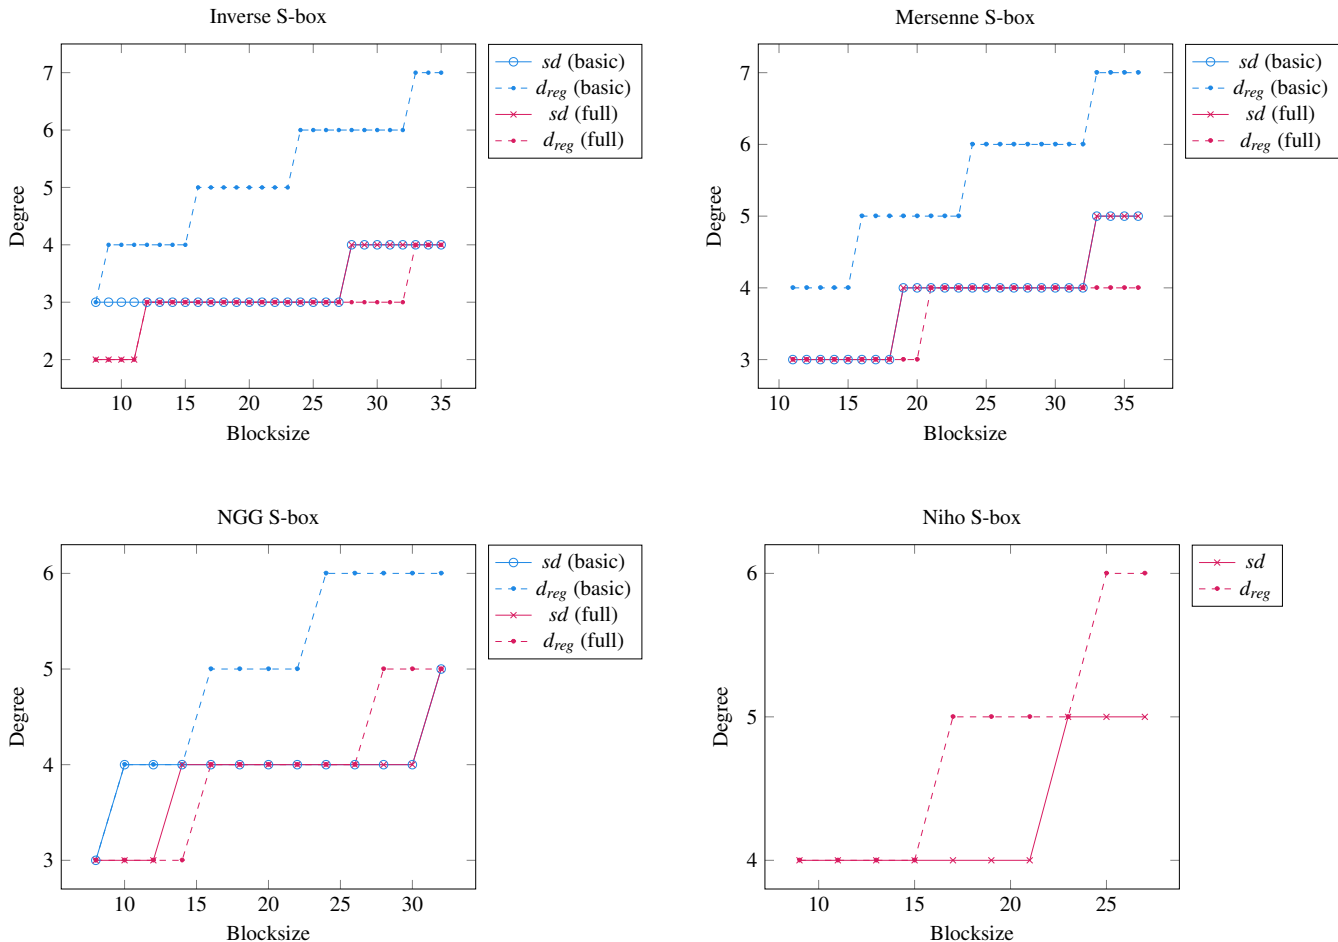 Inverse S-box
7
6
5
4
3
2
10 15 20 25 30 35
Degree
Blocksize
sd (basic)
d_reg (basic)
sd (full)
d_reg (full)
Mersenne S-box
7
6
5
4
3
10 15 20 25 30 35
Degree
Blocksize
sd (basic)
d_reg (basic)
sd (full)
d_reg (full)
NGG S-box
6
5
4
3
10 15 20 25 30
Degree
Blocksize
sd (basic)
d_reg (basic)
sd (full)
d_reg (full)
Niho S-box
6
5
4
10 15 20 25
Degree
Blocksize
sd
d_reg